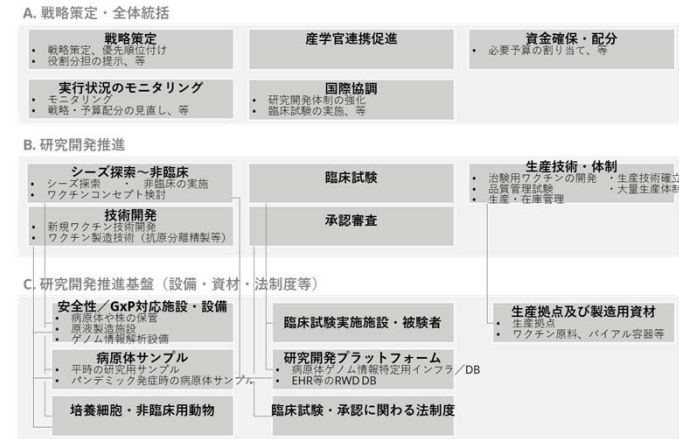 A. 戦略策定・全体統括
戦略策定
• 戦略策定、優先順位付け
• 役割分担の提示、等
産学官連携促進
資金確保・配分
• 必要予算の割り当て、等
実行状況のモニタリング
• モニタリング
• 戦略・予算配分の見直し、等
国際協調
• 研究開発体制の強化
• 臨床試験の実施、等
B. 研究開発推進
シーズ探索～非臨床
• シーズ探索 ・ 非臨床の実施
• ワクチンコンセプト検討
臨床試験
生産技術・体制
• 治験用ワクチンの開発 ・生産技術確立
• 品質管理試験 ・大量生産体制
• 生産・在庫管理
技術開発
• 新規ワクチン技術開発
• ワクチン製造技術（抗原分離精製等）
承認審査
C. 研究開発推進基盤（設備・資材・法制度等）
安全性／GxP対応施設・設備
• 病原体や株の保管
• 原液製造施設
• ゲノム情報解析設備
臨床試験実施施設・被験者
生産拠点及び製造用資材
• 生産拠点
• ワクチン原料、バイアル容器等
病原体サンプル
• 平時の研究用サンプル
• パンデミック発症時の病原体サンプル
研究開発プラットフォーム
• 病原体ゲノム情報特定用インフラ／DB
• EHR等のRWD DB
培養細胞・非臨床用動物
臨床試験・承認に関わる法制度